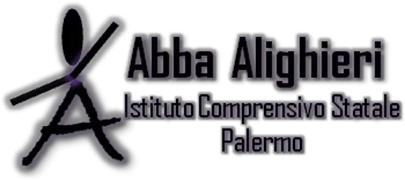 Abba Alighieri
Istituto Comprensivo Statale
Palermo